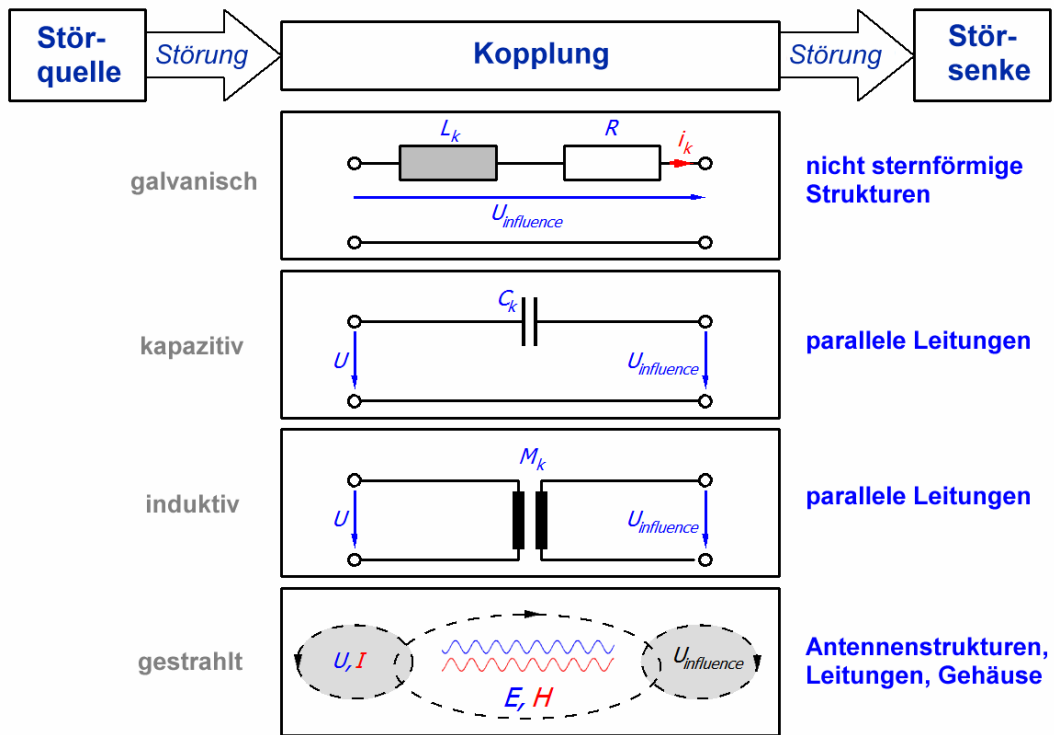 Stör-
quelle
Störung
Kopplung
Störung
Stör-
senke
galvanisch
L_k
R
i_k
U_influence
nicht sternförmige
Strukturen
kapazitiv
C_k
U
U_influence
parallele Leitungen
induktiv
M_k
U
U_influence
parallele Leitungen
gestrahlt
U, I
E, H
U_influence
Antennenstrukturen,
Leitungen, Gehäuse